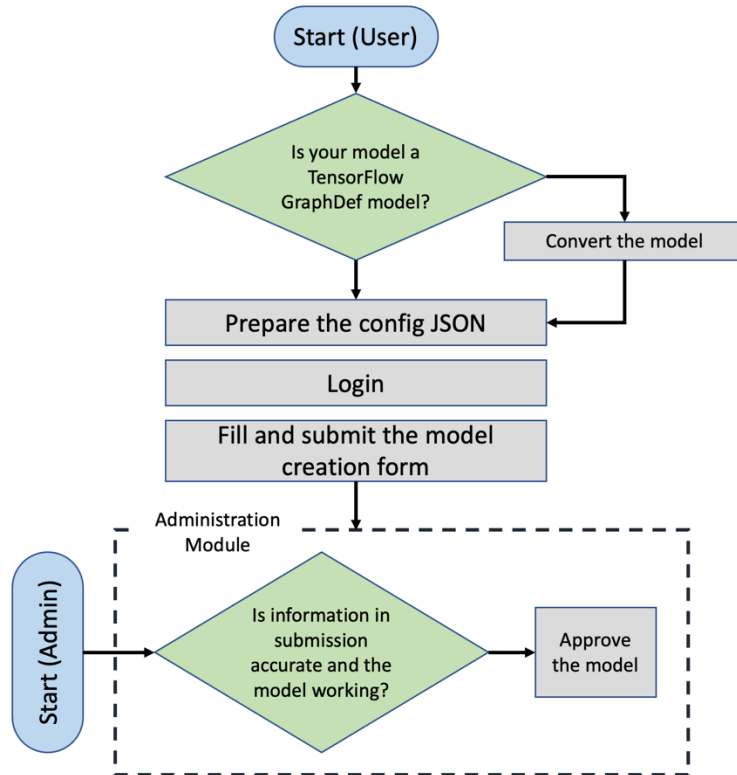 Start (User)
Is your model a
TensorFlow
GraphDef model?
Convert the model
Prepare the config JSON
Login
Fill and submit the model
creation form
Administration
Module
Start (Admin)
Is information in
submission
accurate and the
model working?
Approve
the model